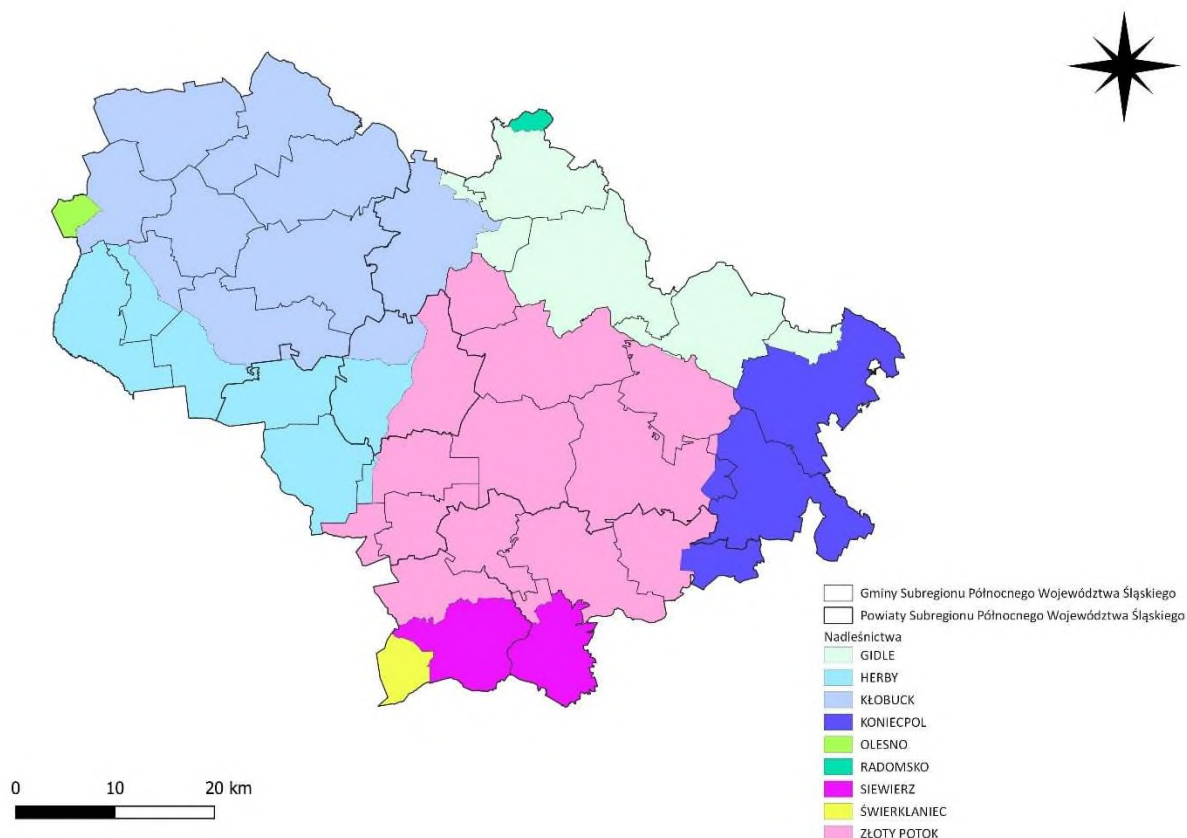 Gminy Subregionu Północnego Województwa Śląskiego
Powiaty Subregionu Północnego Województwa Śląskiego
Nadleśnictwa
GIDLE
HERBY
KŁOBUCK
KONIECPOL
OLESNO
RADOMSKO
SIEWIERZ
ŚWIERKLANIEC
ZŁOTY POTOK
0 10 20 km